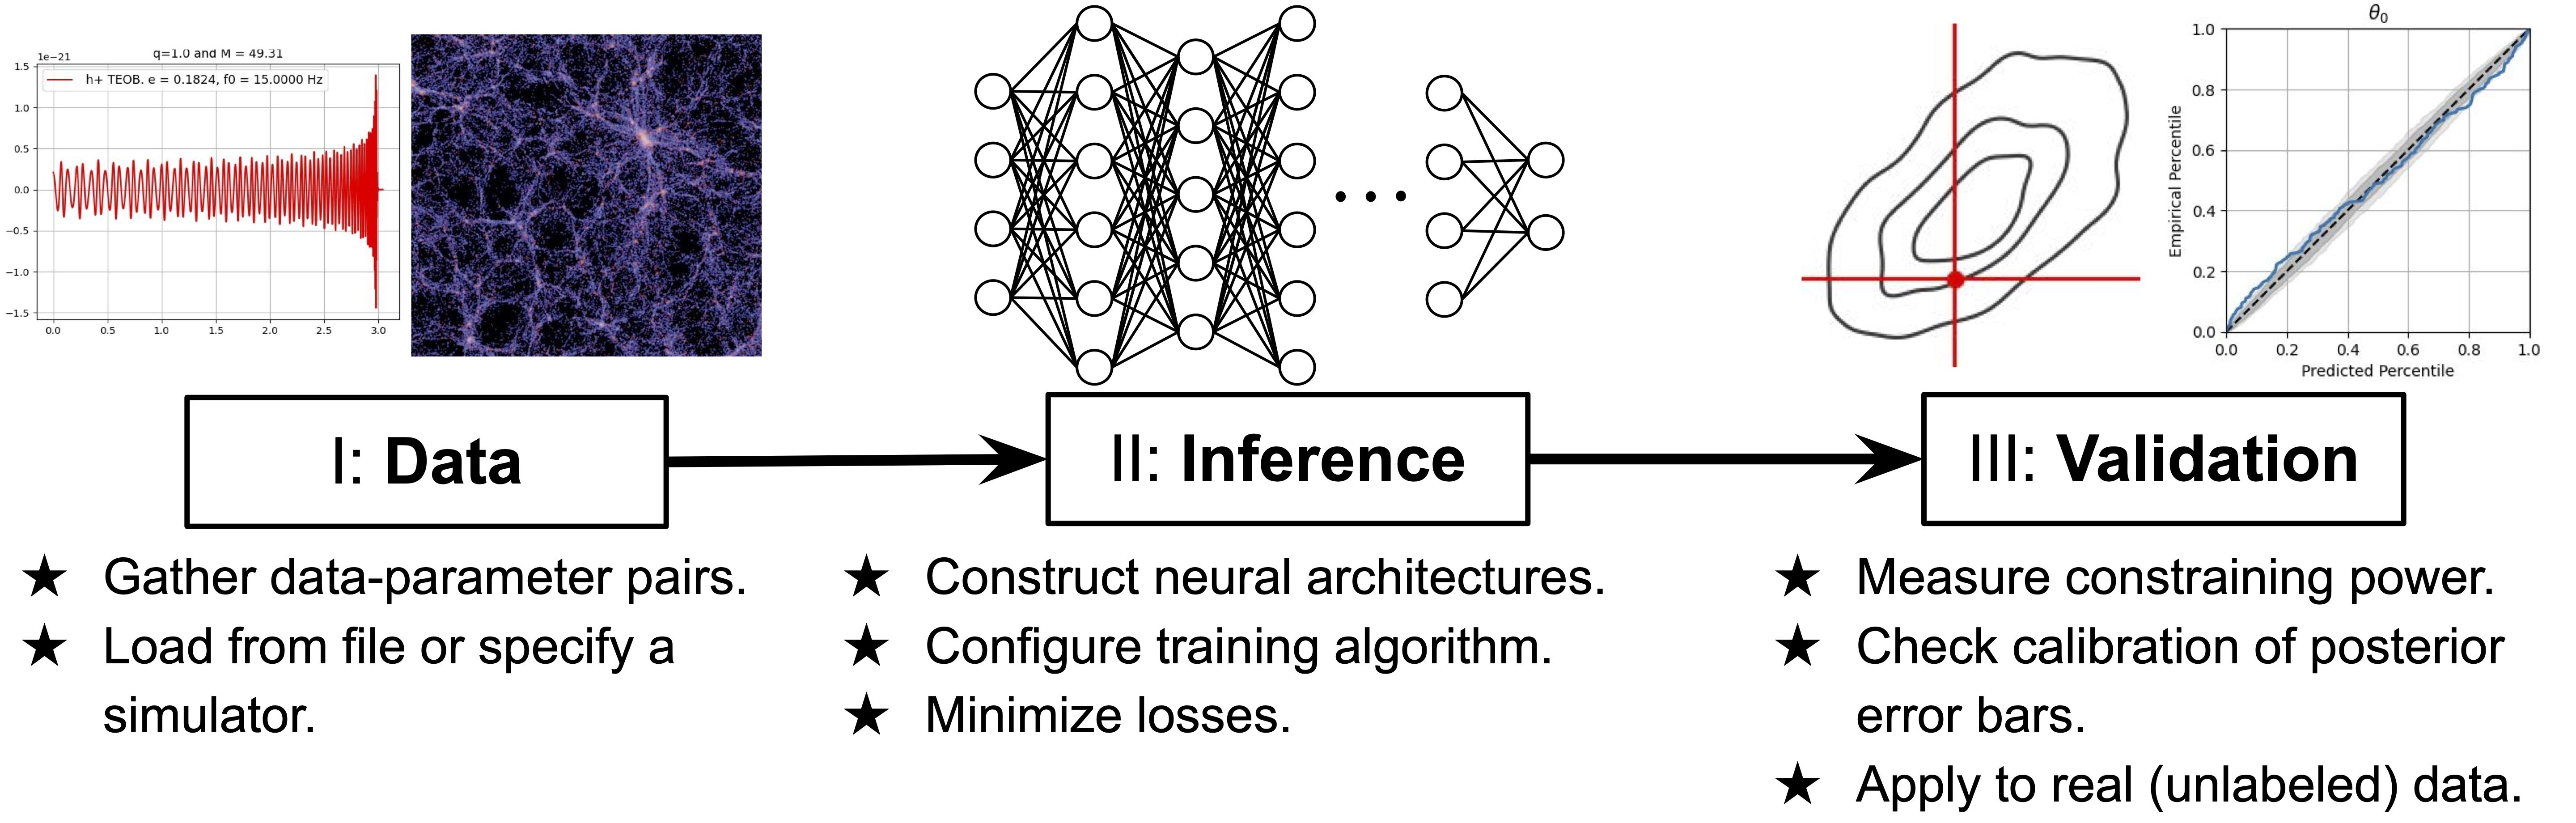 1e−21
q=1.0 and M = 49.31
h+ TEOB. e = 0.1824, f0 = 15.0000 Hz
1.5
1.0
0.5
0.0
−0.5
−1.0
−1.5
0.0 0.5 1.0 1.5 2.0 2.5 3.0
θ₀
Empirical Percentile
1.0
0.8
0.6
0.4
0.2
0.0
0.0 0.2 0.4 0.6 0.8 1.0
Predicted Percentile
I: Data
★ Gather data-parameter pairs.
★ Load from file or specify a
simulator.
II: Inference
★ Construct neural architectures.
★ Configure training algorithm.
★ Minimize losses.
III: Validation
★ Measure constraining power.
★ Check calibration of posterior
error bars.
★ Apply to real (unlabeled) data.